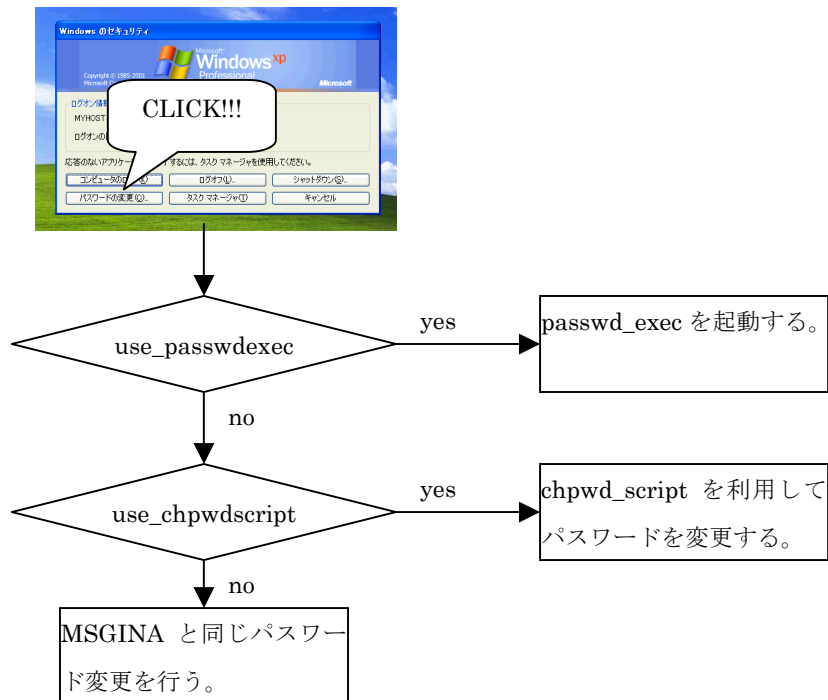 Windows のセキュリティ
Microsoft
Windows xp
Professional
Copyright © 1985-2001
Microsoft
Microsoft
ログオン情報
MYHOST
CLICK!!!
ログオンの
応答のないアプリケー
するには、タスク マネージャを使用してください。
コンピュータのロ
ログオフ(L)...
シャットダウン(S)...
パスワードの変更(C)...
タスク マネージャ(T)
キャンセル
use_passwdexec
yes
passwd_exec を起動する。
no
use_chpwdscript
yes
chpwd_script を利用して
パスワードを変更する。
no
MSGINA と同じパスワー
ド変更を行う。